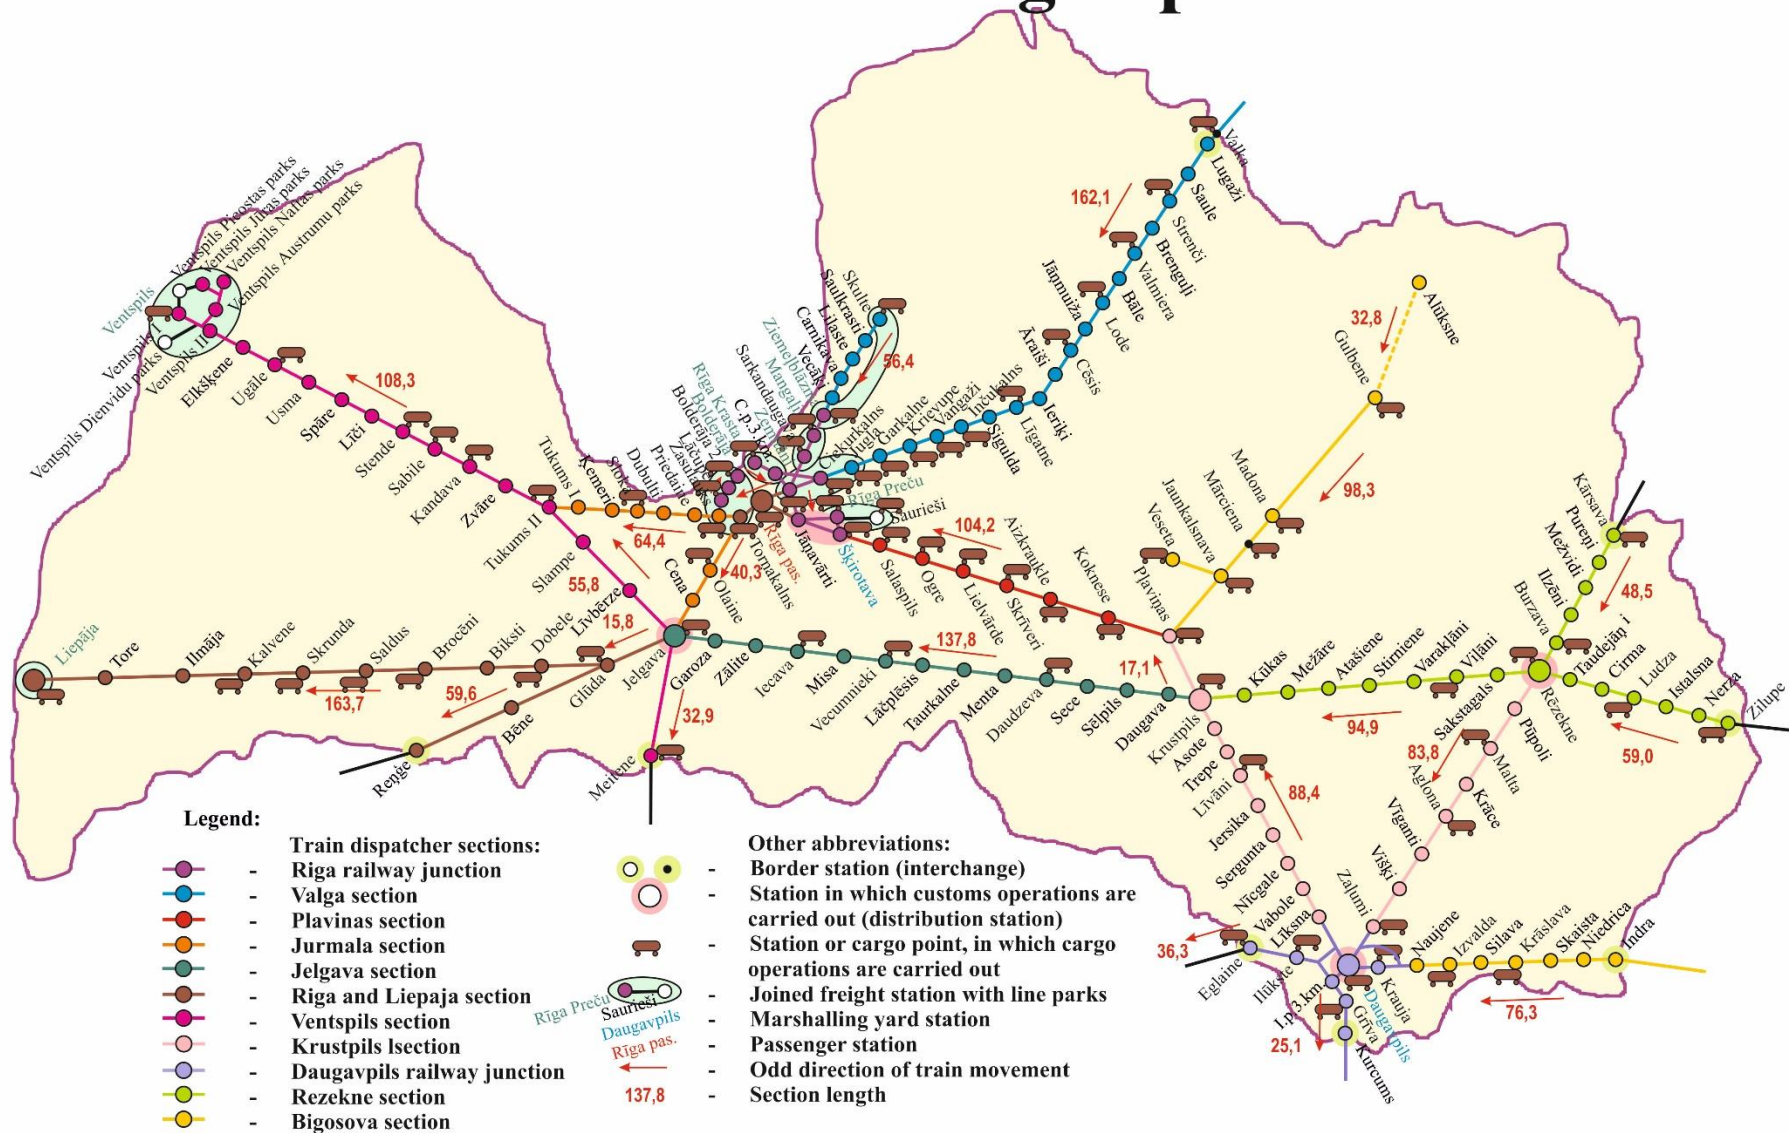 Ventspils Piecostas parks
Ventspils Jūras parks
Ventspils Naftas parks
Ventspils Austrumu parks
Ventspils
Ventspils I
Ventspils Dienvidu parks
Ventspils II
Elkšķene
Ugāle
Usma
Spāre
Līči
Stende
Sabile
Kandava
Zvāre
Tukums II
108,3
Tukums I
Ķemeri
Sloka
Dubulti
Priedaine
Zasulauks
Lāčupe
Bolderāja 2
Bolderāja
Rīga Krasta
C.p.3 km.
Sarkandaugava
Mangaļi
Ziemeļblāzma
Vecāķi
Carnikava
Lilaste
Saulkrasti
Skulte
56,4
Čiekurkalns
Jugla
Garkalne
Krievupe
Vangaži
Inčukalns
Sigulda
Līgatne
Ieriķi
Āraiši
Cēsis
Jāņmuiža
Lode
Bāle
Valmiera
Brenguļi
Strenči
Saule
Lugaži
Valka
162,1
Alūksne
32,8
Gulbene
98,3
Madona
Mārciena
Jaunkalsnava
Veseta
Pļaviņas
Rīga Preču
Saurieši
Rīga pas.
Jāņavārti
Šķirotava
Torņakalns
Salaspils
Ogre
Lielvārde
Skrīveri
Aizkraukle
Koknese
104,2
64,4
40,3
Cena
Olaine
Slampe
55,8
Līvbērze
15,8
Liepāja
Tore
Ilmāja
Kalvene
Skrunda
Saldus
Brocēni
Biksti
Dobele
Glūda
Jelgava
163,7
59,6
Bēne
Reņģe
32,9
Meitene
Garoza
Zālīte
Iecava
Misa
Vecumnieki
Lāčplēsis
Taurkalne
Menta
Daudzeva
Sece
Sēlpils
Daugava
Krustpils
137,8
17,1
Kūkas
Mežāre
Atašiene
Stirniene
Varakļāni
Viļāni
Sakstagals
Rēzekne
94,9
Kārsava
Pureņi
Mežvidi
Ilzēni
Burzava
48,5
Taudejāņi
Cirma
Ludza
Istalsna
Nerza
Zilupe
59,0
Pūpoli
Malta
Krāce
Aglona
Vīganti
Višķi
Zaļumi
83,8
Asote
Trepe
Līvāni
Jersika
Sergunta
Nīcgale
Vabole
Līksna
88,4
36,3
Eglaine
Ilūkste
I.p.3.km.
Grīva
Krauja
Daugavpils
Kurcums
25,1
Naujene
Izvalda
Silava
Krāslava
Skaista
Niedrica
Indra
76,3
Legend:
Train dispatcher sections:
- Riga railway junction
- Valga section
- Plavinas section
- Jurmala section
- Jelgava section
- Riga and Liepaja section
- Ventspils section
- Krustpils lsection
- Daugavpils railway junction
- Rezekne section
- Bigosova section
Other abbreviations:
- Border station (interchange)
- Station in which customs operations are
carried out (distribution station)
- Station or cargo point, in which cargo
operations are carried out
Rīga Preču Saurieši - Joined freight station with line parks
Daugavpils - Marshalling yard station
Rīga pas. - Passenger station
- Odd direction of train movement
137,8 - Section length